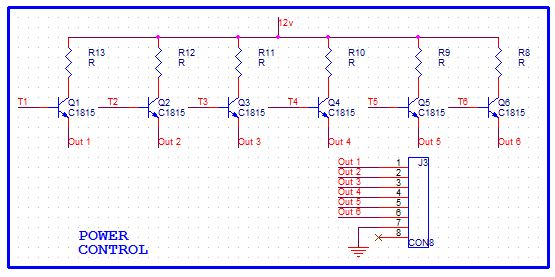 12v
R13 R12 R11 R10 R9 R8
R R R R R R
T1 Q1 T2 Q2 T3 Q3 T4 Q4 T5 Q5 T6 Q6
C1815 C1815 C1815 C1815 C1815 C1815
Out 1 Out 2 Out 3 Out 4 Out 5 Out 6
J3
Out 1 1
Out 2 2
Out 3 3
Out 4 4
Out 5 5
Out 6 6
7
8
CON8
POWER
CONTROL